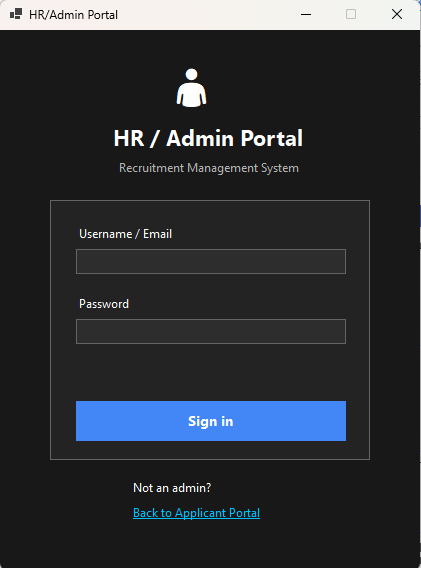 HR/Admin Portal
HR / Admin Portal
Recruitment Management System
Username / Email
Password
Sign in
Not an admin?
Back to Applicant Portal